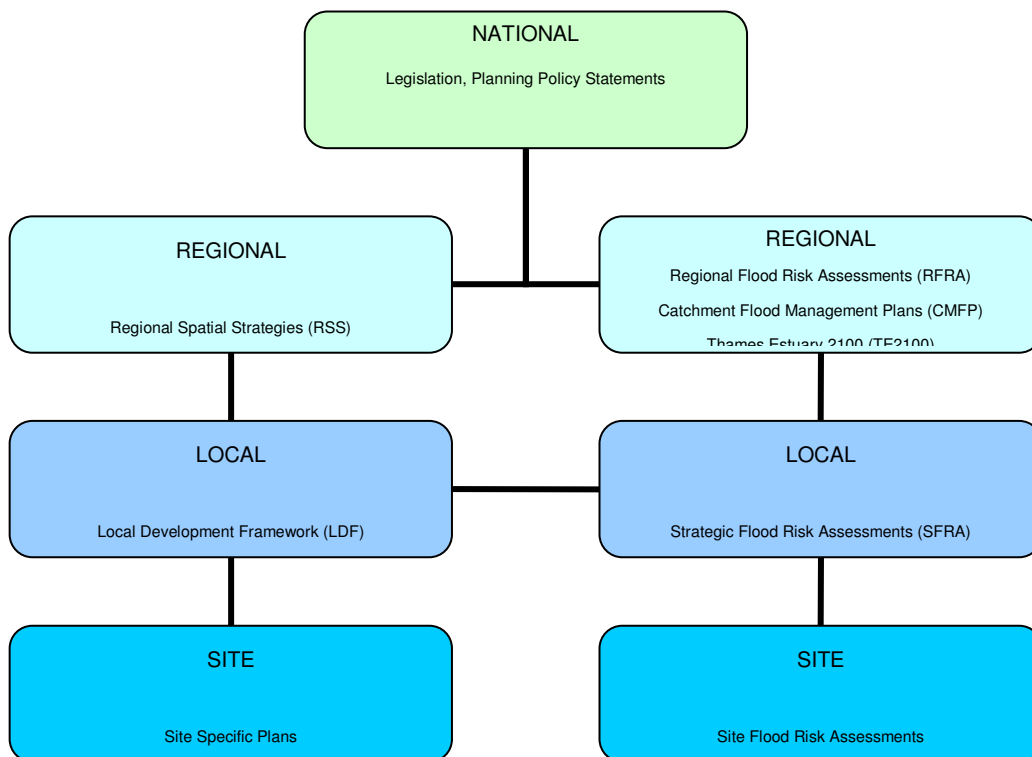 NATIONAL
Legislation, Planning Policy Statements
REGIONAL
Regional Spatial Strategies (RSS)
REGIONAL
Regional Flood Risk Assessments (RFRA)
Catchment Flood Management Plans (CMFP)
Thames Estuary 2100 (TE2100)
LOCAL
Local Development Framework (LDF)
LOCAL
Strategic Flood Risk Assessments (SFRA)
SITE
Site Specific Plans
SITE
Site Flood Risk Assessments